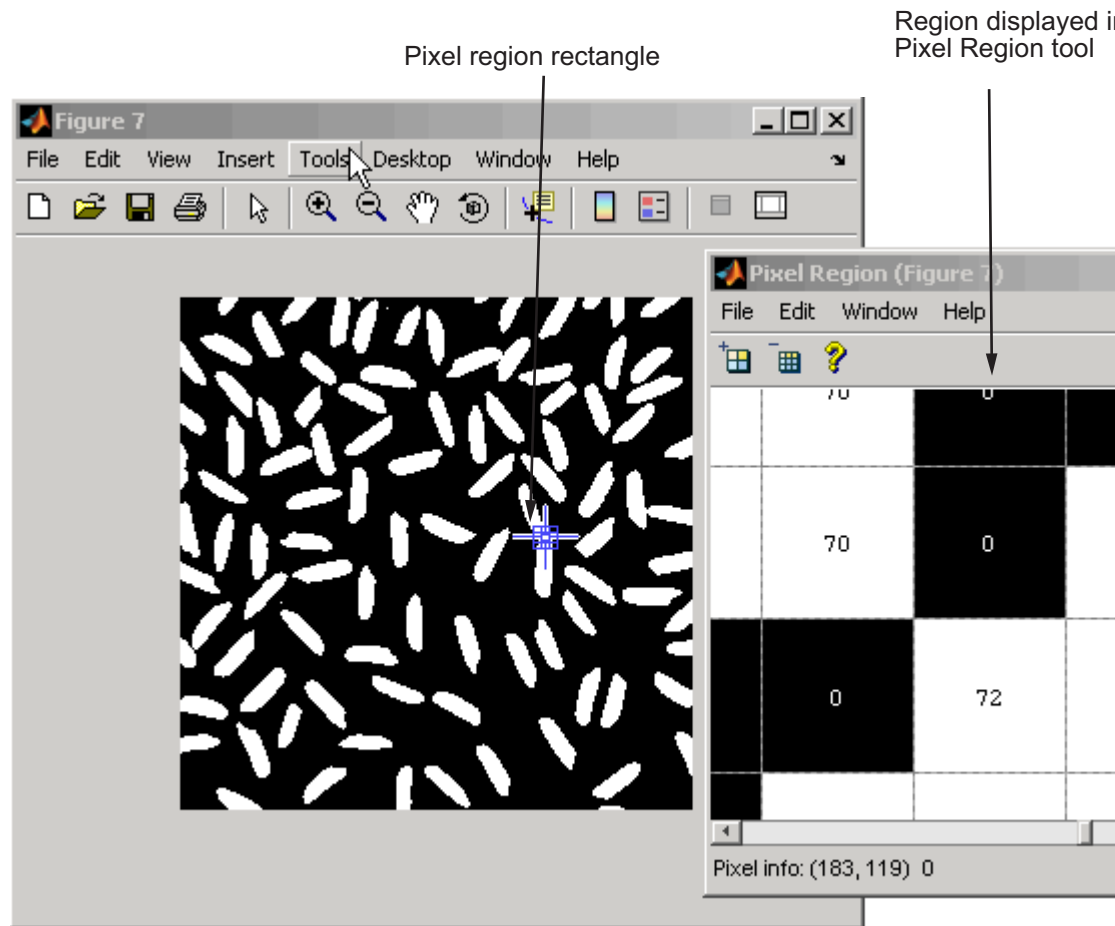 Region displayed in
Pixel Region tool
Pixel region rectangle
Figure 7
File Edit View Insert Tools Desktop Window Help
Pixel Region (Figure 7)
File Edit Window Help
70 0
70 0
0 72
Pixel info: (183, 119) 0